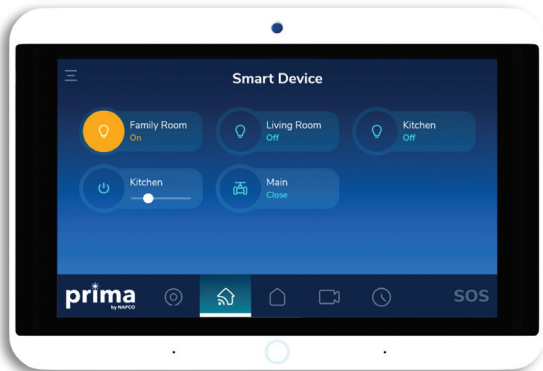 Smart Device
Family Room
On
Living Room
Off
Kitchen
Off
Kitchen
Main
Close
prima
by NAPCO
SOS